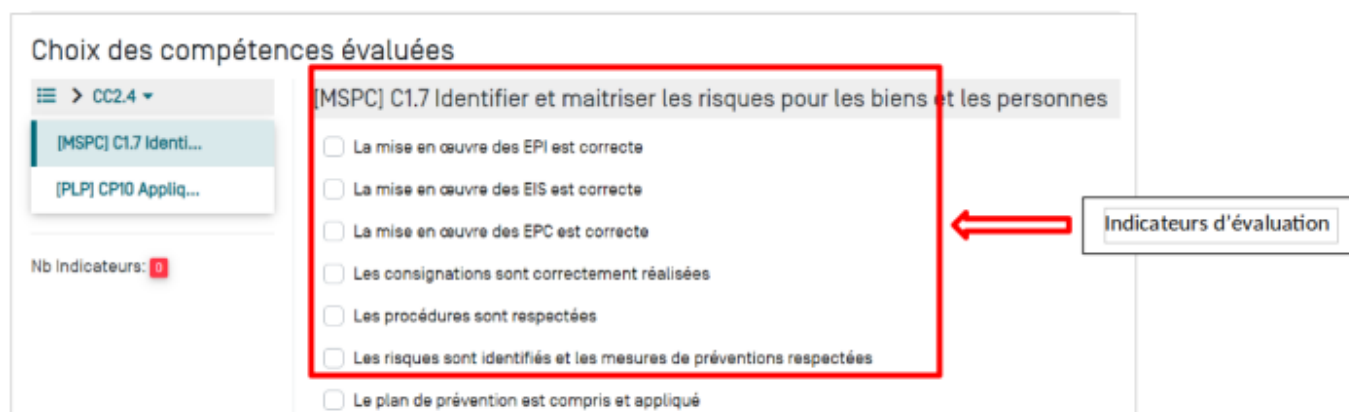 Choix des compétences évaluées
CC2.4
[MSPC] C1.7 Identi...
[PLP] CP10 Appliq...
Nb Indicateurs: 0
[MSPC] C1.7 Identifier et maitriser les risques pour les biens et les personnes
La mise en œuvre des EPI est correcte
La mise en œuvre des EIS est correcte
La mise en œuvre des EPC est correcte
Les consignations sont correctement réalisées
Les procédures sont respectées
Les risques sont identifiés et les mesures de préventions respectées
Le plan de prévention est compris et appliqué
Indicateurs d'évaluation